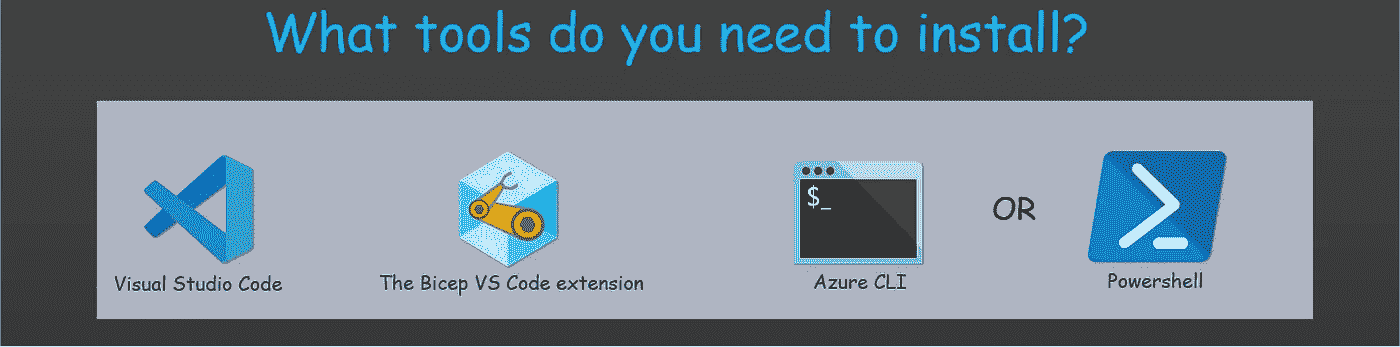 What tools do you need to install?
$_
OR
Visual Studio Code
The Bicep VS Code extension
Azure CLI
Powershell